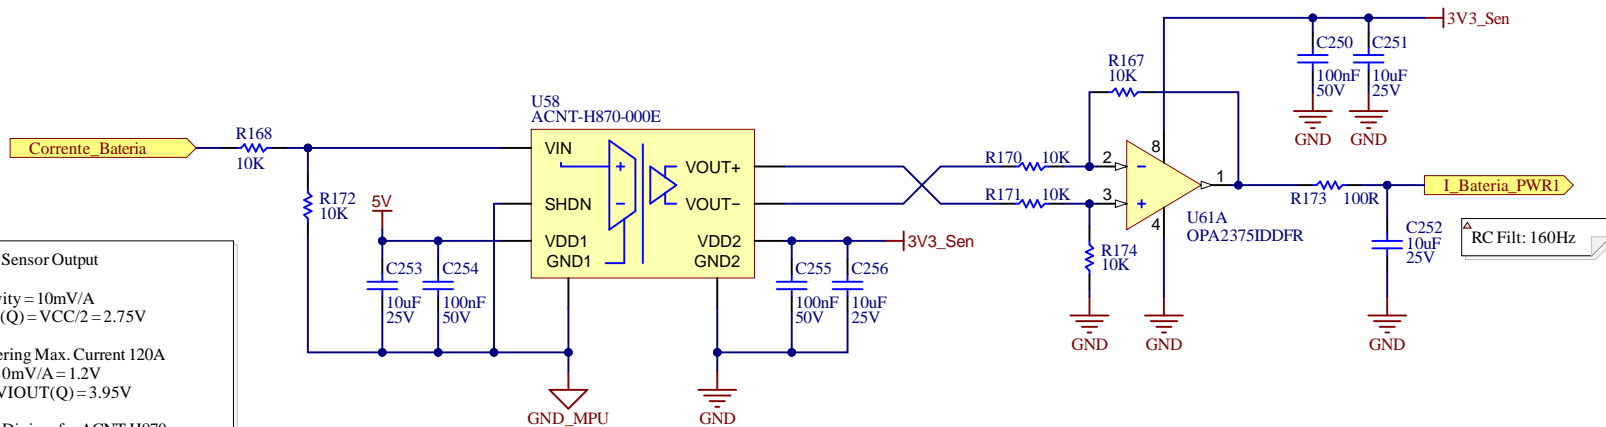 3V3_Sen
C250
100nF
50V
GND
C251
10uF
25V
GND
R167
10K
U58
ACNT-H870-000E
Corrente_Bateria
R168
10K
VIN
SHDN
VDD1
GND1
VOUT+
VOUT−
VDD2
GND2
+
−
R172
10K
5V
C253
10uF
25V
C254
100nF
50V
GND_MPU
3V3_Sen
C255
100nF
50V
C256
10uF
25V
GND
R170 10K
R171 10K
2
3
8
4
1
−
+
U61A
OPA2375IDDFR
R174
10K
GND
GND
R173 100R
I_Bateria_PWR1
C252
10uF
25V
GND
RC Filt: 160Hz
Sensor Output
=10mV/A
(Q)=VCC/2=2.75V
Max. Current 120A
0mV/A=1.2V
VIOUT(Q)=3.95V